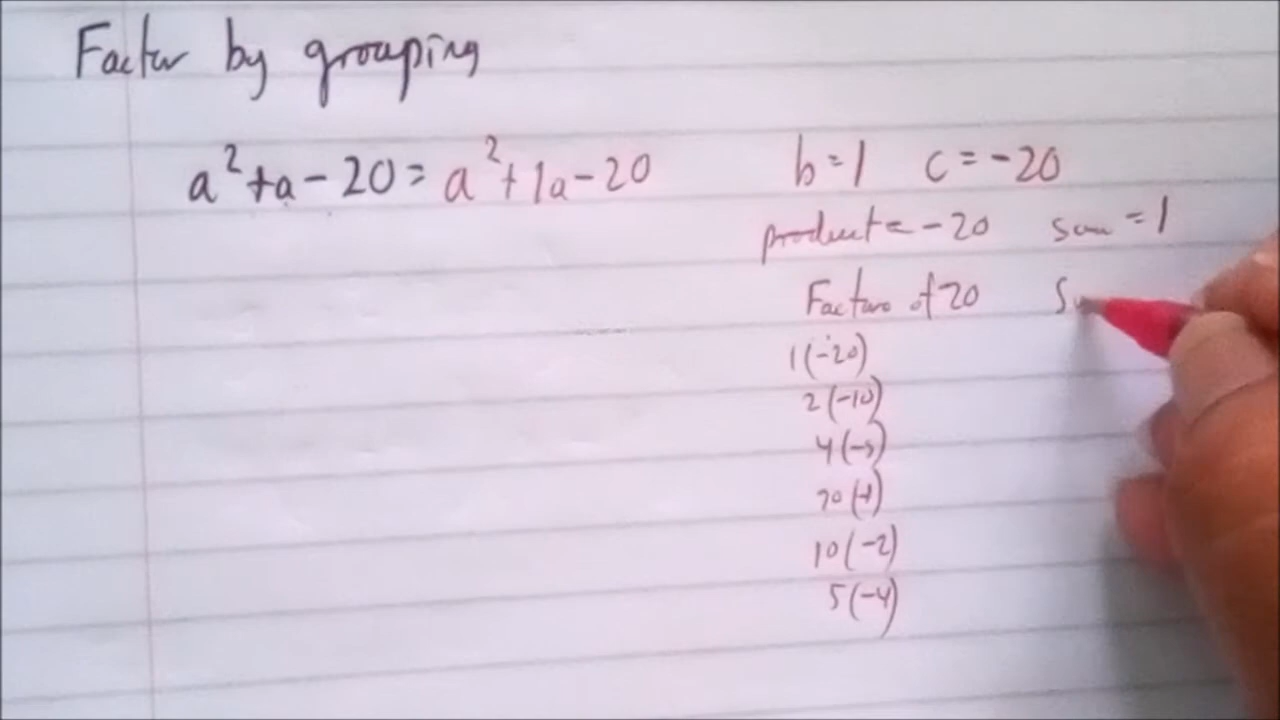 Factor by grouping
a²+a-20= a²+1a-20
b=1 c=-20
product=-20 sum=1
Factors of 20 Su
1(-20)
2(-10)
4(-5)
20(-1)
10(-2)
5(-4)